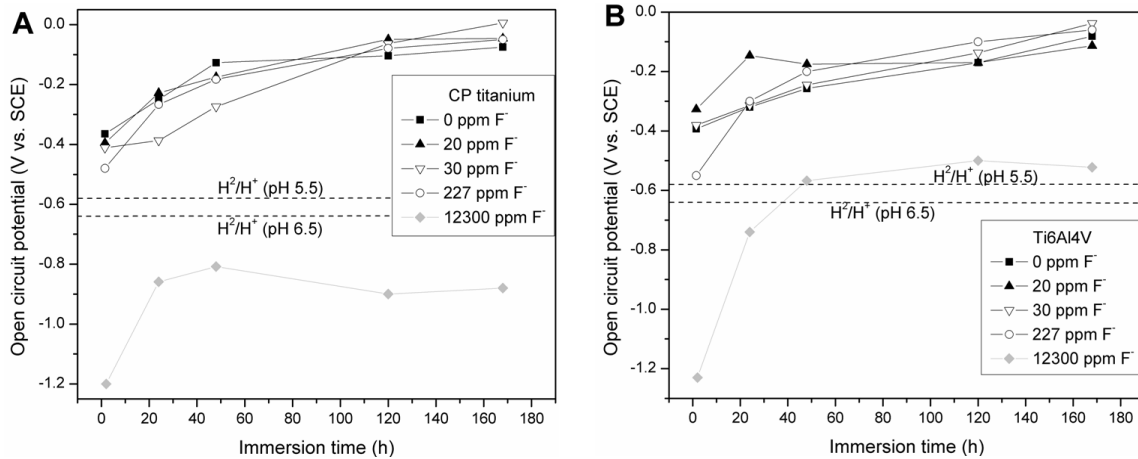 A
Open circuit potential (V vs. SCE)
0.0
-0.2
-0.4
-0.6
-0.8
-1.0
-1.2
CP titanium
0 ppm F⁻
20 ppm F⁻
30 ppm F⁻
227 ppm F⁻
12300 ppm F⁻
H²/H⁺ (pH 5.5)
H²/H⁺ (pH 6.5)
0 20 40 60 80 100 120 140 160 180
Immersion time (h)
B
Open circuit potential (V vs. SCE)
0.0
-0.2
-0.4
-0.6
-0.8
-1.0
-1.2
H²/H⁺ (pH 5.5)
H²/H⁺ (pH 6.5)
Ti6Al4V
0 ppm F⁻
20 ppm F⁻
30 ppm F⁻
227 ppm F⁻
12300 ppm F⁻
0 20 40 60 80 100 120 140 160 180
Immersion time (h)